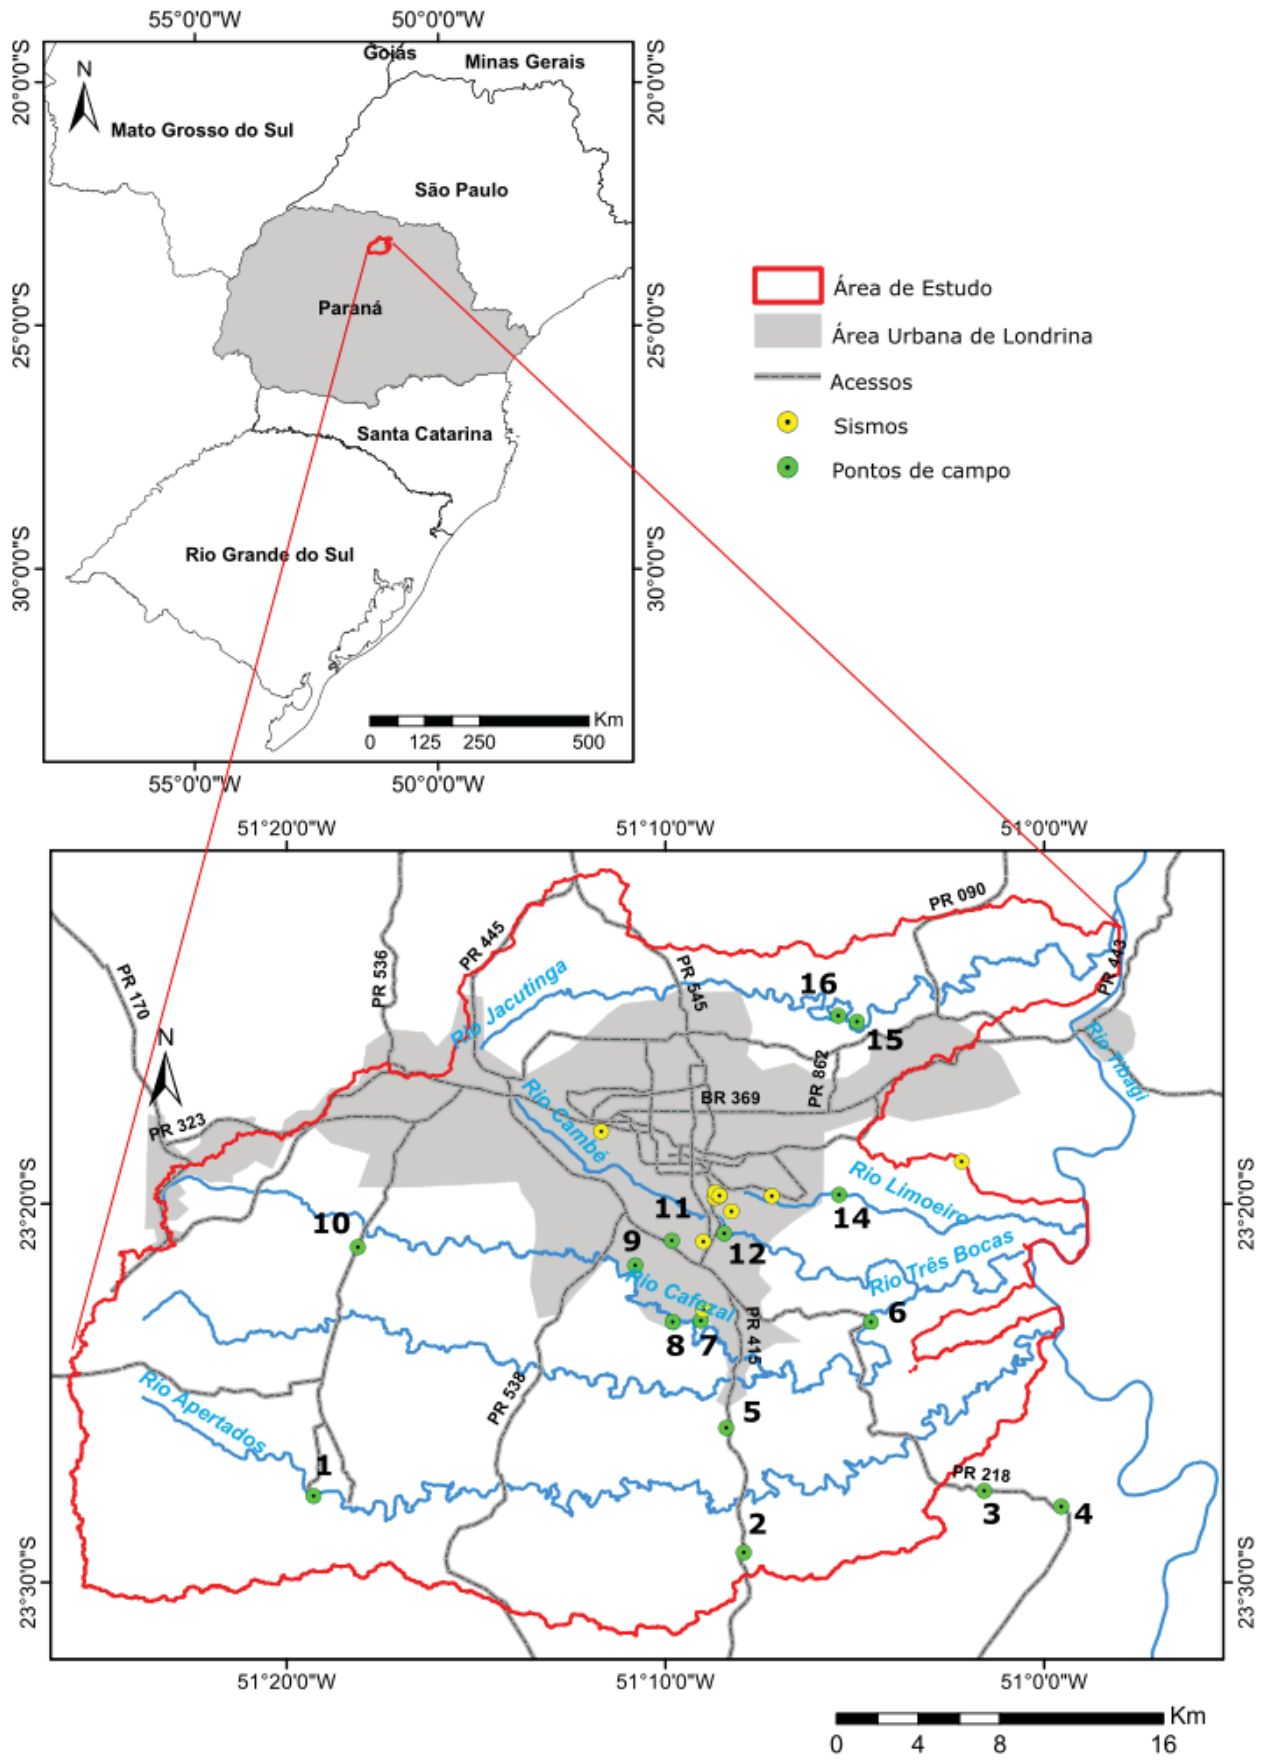 55°0'0"W
50°0'0"W
Goiás
Minas Gerais
N
20°0'0"S
20°0'0"S
Mato Grosso do Sul
São Paulo
Paraná
25°0'0"S
25°0'0"S
Santa Catarina
Rio Grande do Sul
30°0'0"S
30°0'0"S
Km
0 125 250 500
55°0'0"W
50°0'0"W
Área de Estudo
Área Urbana de Londrina
Acessos
Sismos
Pontos de campo
51°20'0"W
51°10'0"W
51°0'0"W
PR 090
PR 445
PR 536
PR 170
PR 545
PR 443
Rio Jacutinga
16
15
N
Rio Tibagi
PR 862
BR 369
PR 323
Rio Cambé
Rio Limoeiro
23°20'0"S
23°20'0"S
10
11
14
9
12
Rio Três Bocas
Rio Cafezal
6
8
7
PR 415
Rio Apertados
PR 538
5
1
PR 218
3
4
2
23°30'0"S
23°30'0"S
51°20'0"W
51°10'0"W
51°0'0"W
Km
0 4 8 16